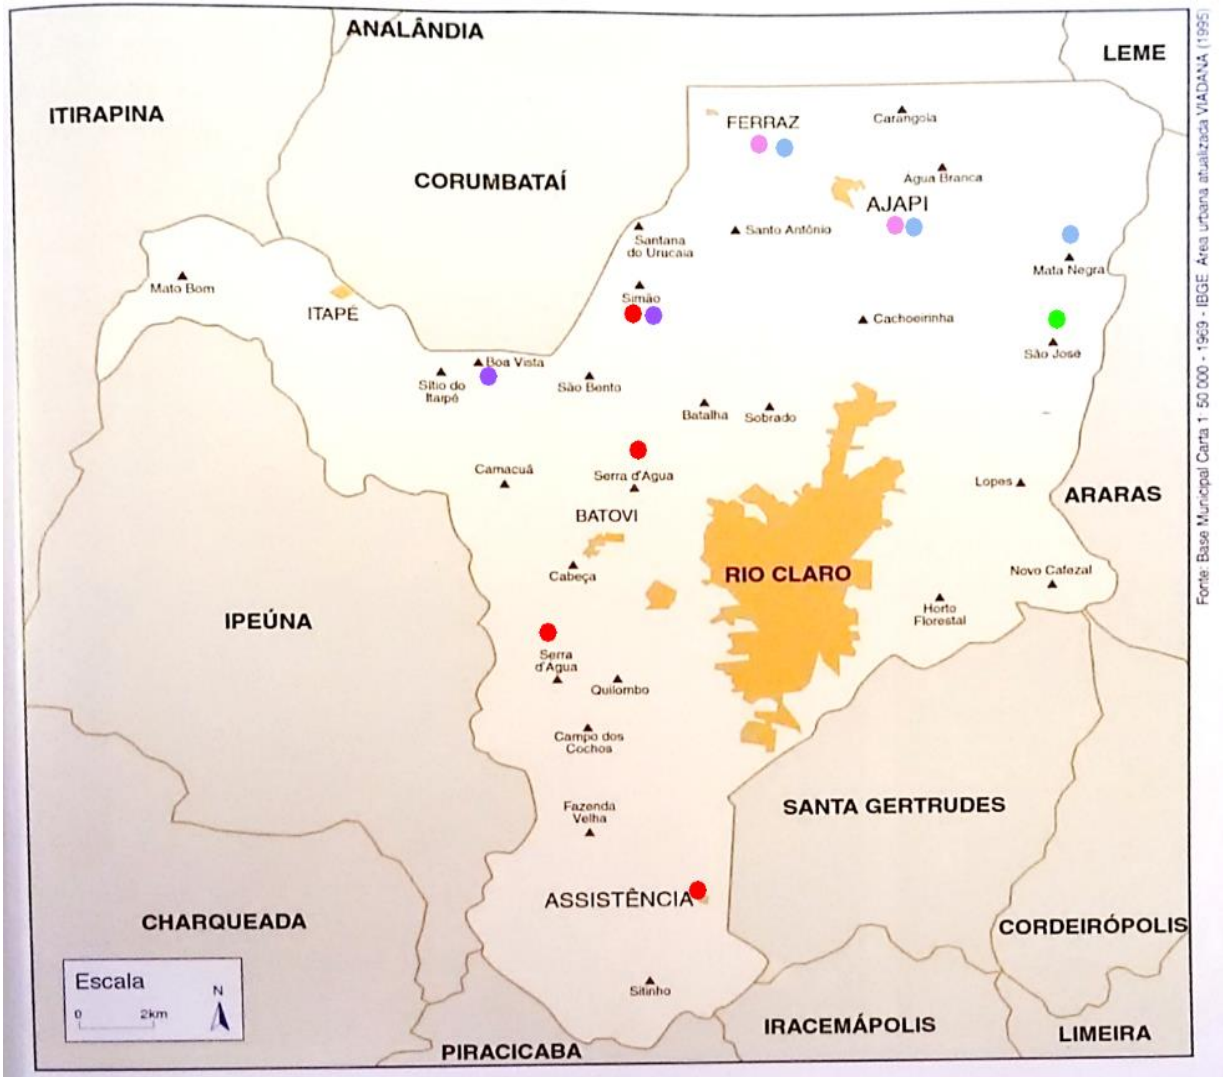 ANALÂNDIA
LEME
ITIRAPINA
CORUMBATAÍ
FERRAZ
Carangola
Água Branca
AJAPI
Santo Antônio
Santana
do Urucaia
Mata Negra
Mato Bom
ITAPÉ
Simão
Cachoeirinha
São José
Boa Vista
Sítio do
Itaipé
São Bento
Batalha
Sobrado
Camacuã
Serra d'Agua
Lopes
ARARAS
BATOVI
Cabeça
RIO CLARO
Novo Cafezal
Horto
Florestal
IPEÚNA
Serra
d'Agua
Quilombo
Campo dos
Cochos
Fazenda
Velha
SANTA GERTRUDES
ASSISTÊNCIA
CHARQUEADA
CORDEIRÓPOLIS
Escala
N
0 2km
Sitinho
IRACEMÁPOLIS
LIMEIRA
PIRACICABA
Fonte: Base Municipal Carta 1: 50 000 - 1969 - IBGE Área urbana atualizada VIADANA (1995)